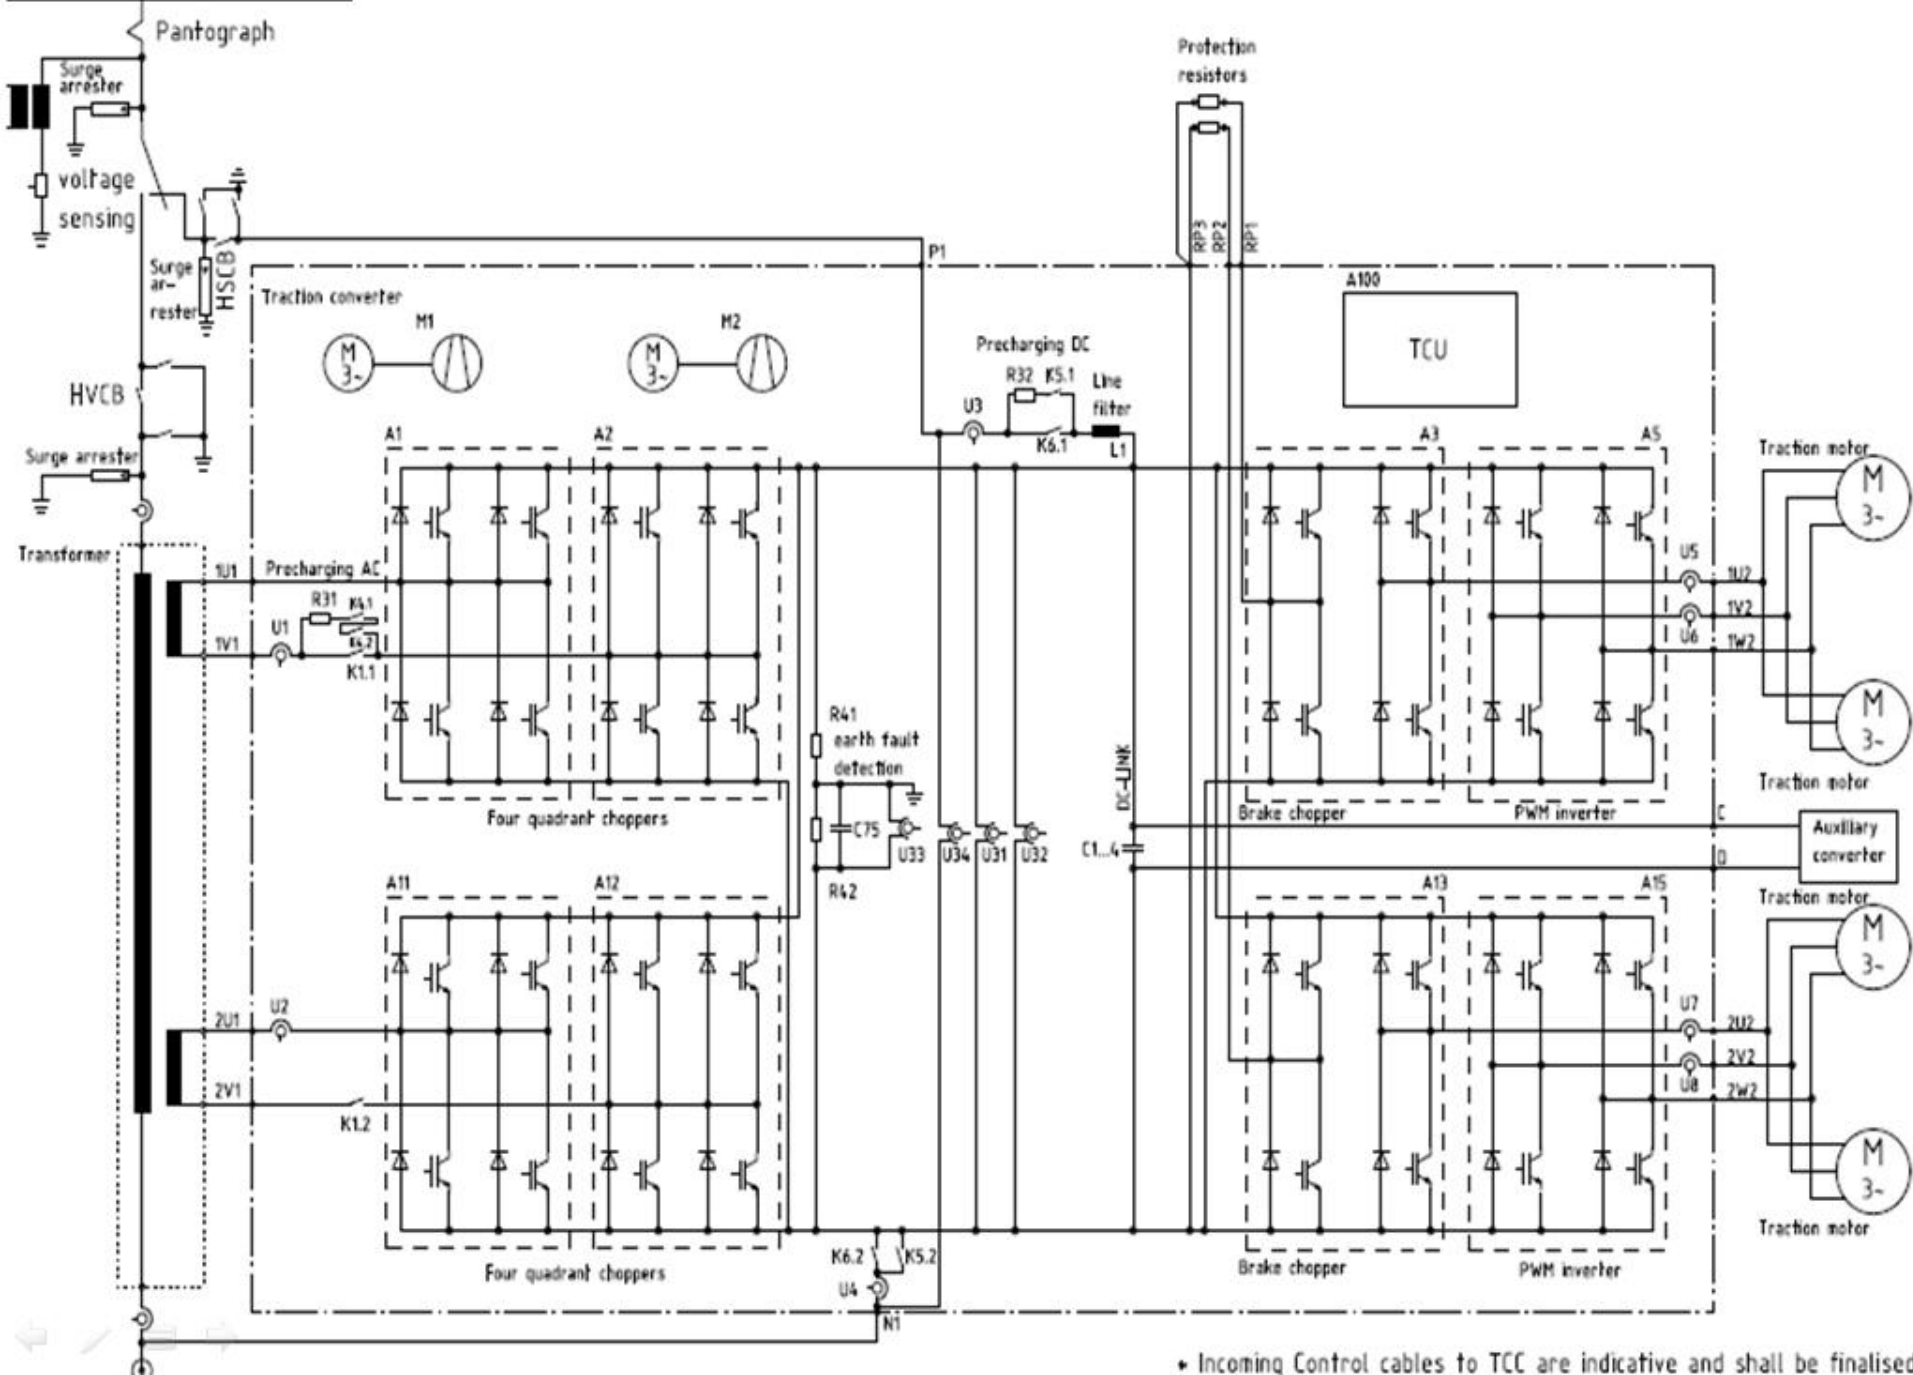 Pantograph
Surge
arrester
voltage
sensing
Surge
ar-
rester
HSCB
HVCB
Surge arrester
Transformer
Traction converter
M
3~
M1
M
3~
M2
P1
Protection
resistors
RP3
RP2
RP1
A100
TCU
Precharging DC
R32
K5.1
Line
filter
U3
K6.1
L1
A1
A2
A3
A5
1U1
Precharging AC
R31
K4.1
K4.2
U1
1V1
K1.1
Four quadrant choppers
R41
earth fault
detection
C75
U33
U34
U31
U32
R42
DC-LINK
C1...4
Brake chopper
PWM inverter
U5
1U2
1V2
U6
1W2
Traction motor
M
3~
M
3~
Traction motor
C
D
Auxiliary
converter
A11
A12
A13
A15
U2
2U1
2V1
K1.2
Four quadrant choppers
K6.2
K5.2
U4
N1
Brake chopper
PWM inverter
U7
2U2
2V2
U8
2W2
Traction motor
M
3~
M
3~
Traction motor
* Incoming Control cables to TCC are indicative and shall be finalised